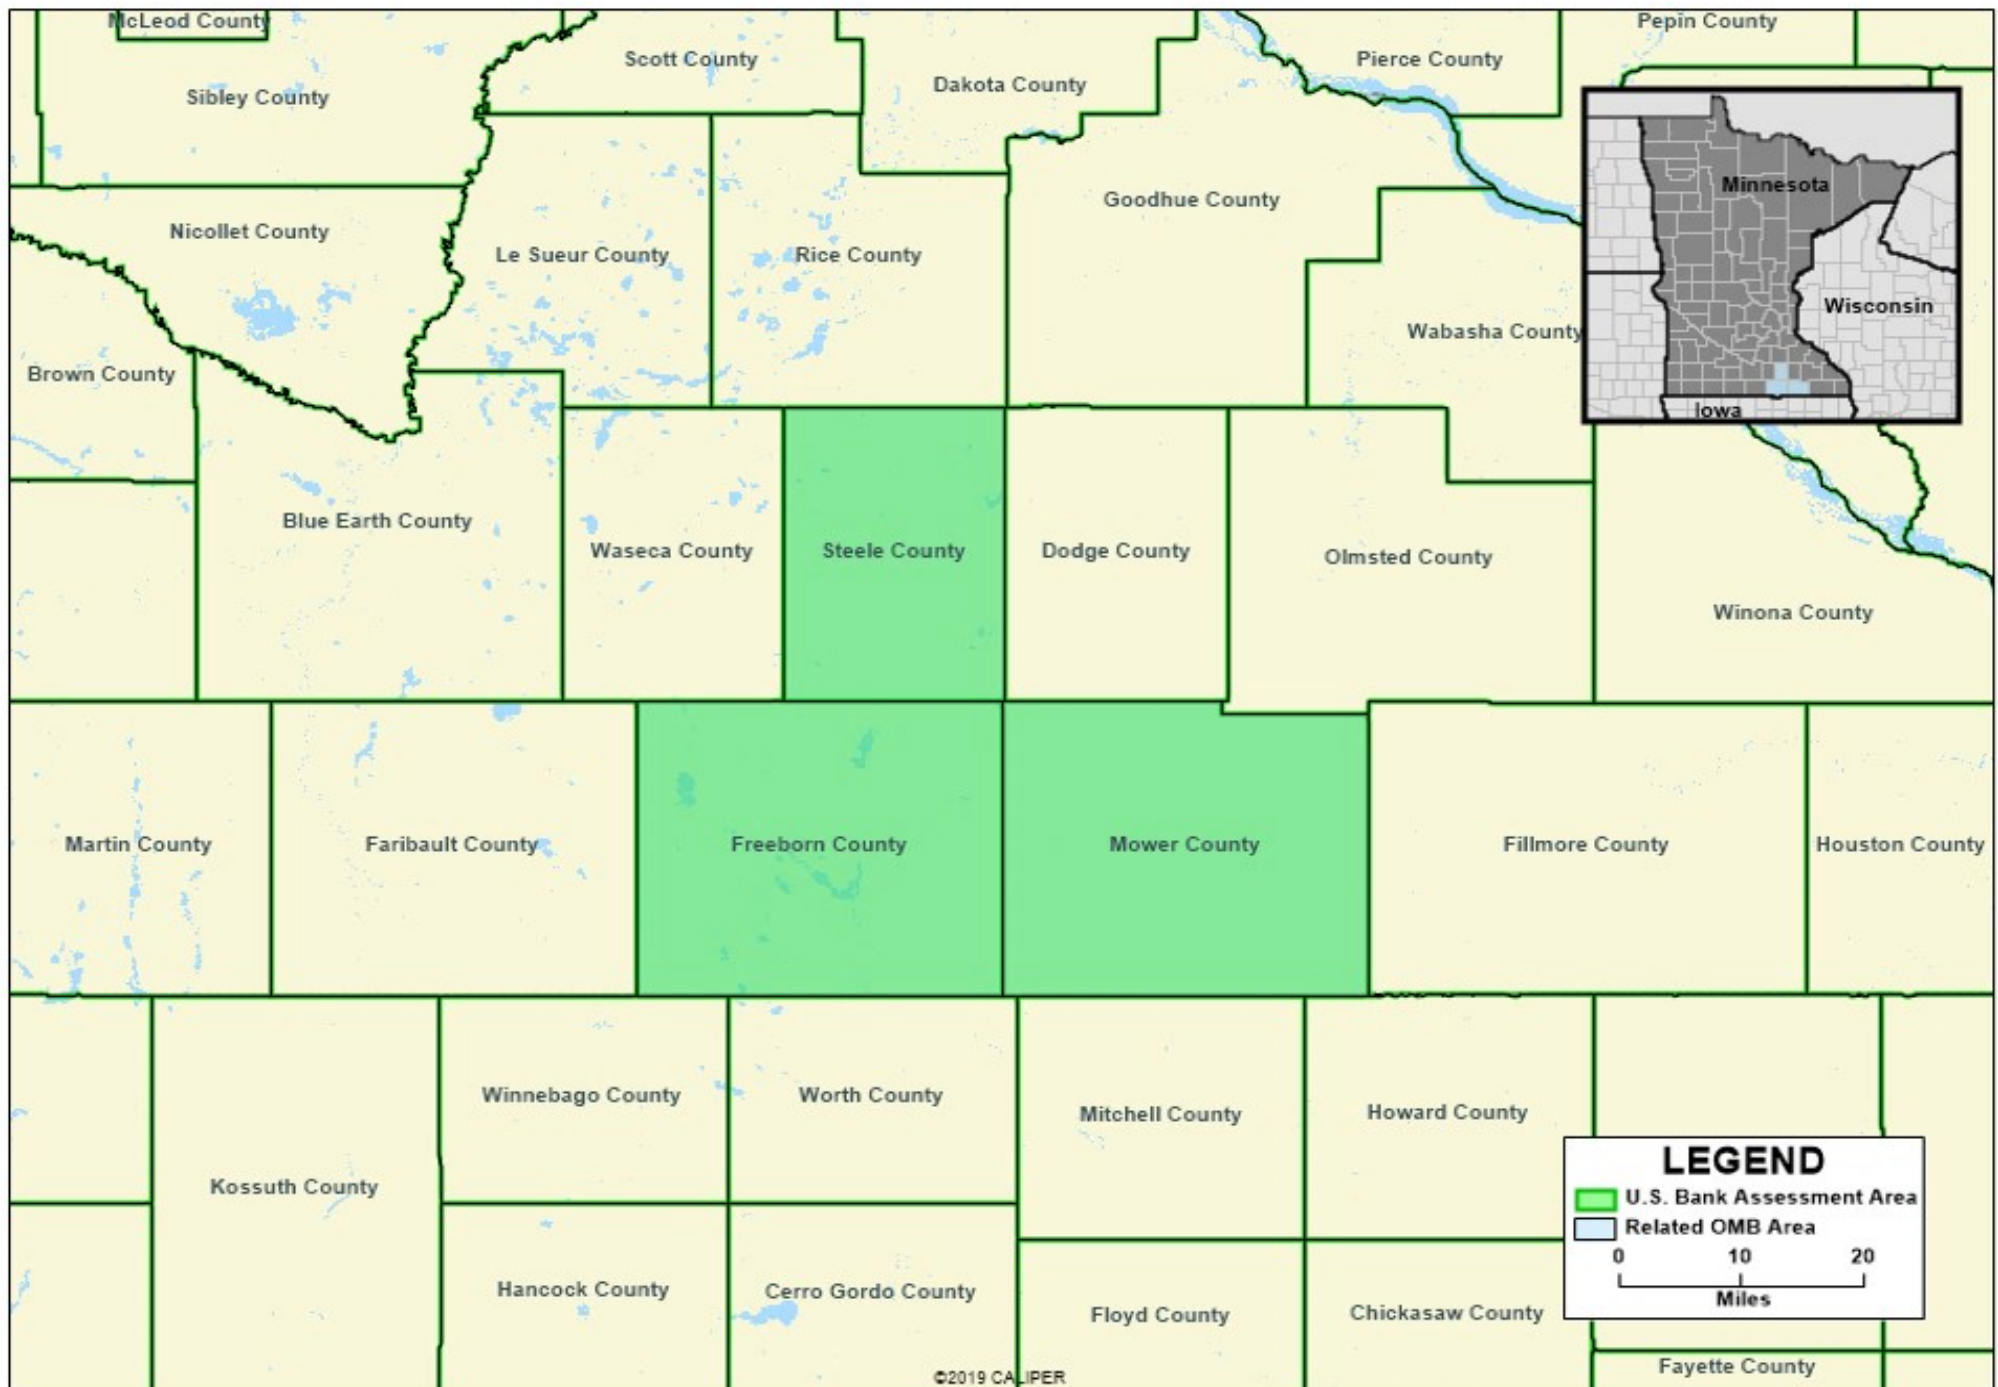 McLeod County
Pepin County
Scott County
Pierce County
Dakota County
Sibley County
Minnesota
Goodhue County
Nicollet County
Le Sueur County
Rice County
Wisconsin
Wabasha County
Brown County
Iowa
Blue Earth County
Waseca County
Steele County
Dodge County
Olmsted County
Winona County
Martin County
Faribault County
Freeborn County
Mower County
Fillmore County
Houston County
Winnebago County
Worth County
Mitchell County
Howard County
LEGEND
U.S. Bank Assessment Area
Related OMB Area
0 10 20
Miles
Kossuth County
Hancock County
Cerro Gordo County
Floyd County
Chickasaw County
Fayette County
©2019 CALIPER